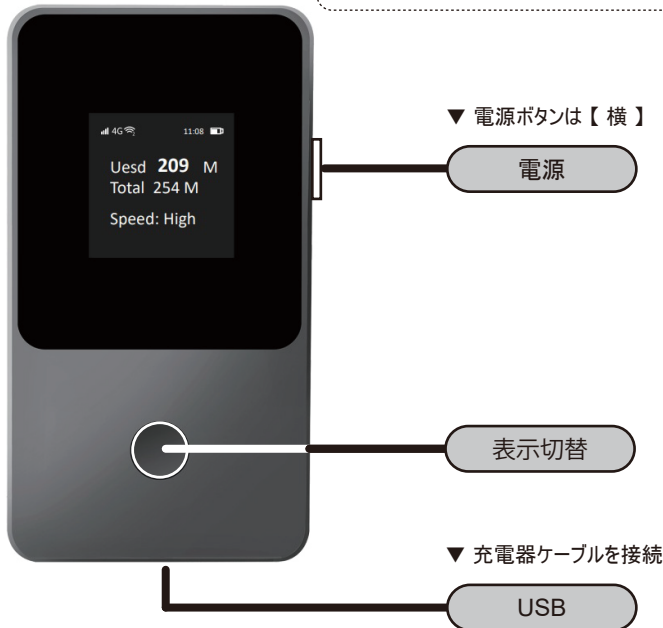 4G 11:08
Uesd 209 M
Total 254 M
Speed: High
▼ 電源ボタンは【 横 】
電源
表示切替
▼ 充電器ケーブルを接続
USB